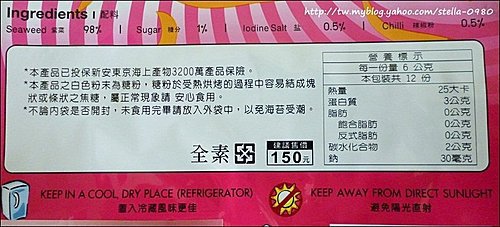 http://tw.myblog.yahoo.com/stella-0980
Ingredients | 配料
Seaweed 紫菜 98% | Sugar 糖分 1% | Iodine Salt 鹽 0.5% | Chilli 辣椒粉 0.5%
*本產品已投保新安東京海上產物3200萬產品保險。
*本產品之白色粉末為糖粉，糖粉於受熱烘烤的過程中容易結成塊
狀或條狀之焦糖，屬正常現象請 安心食用。
*不論內袋是否開封，未食用完畢請放入外袋中，以免海苔受潮。
全素
建議售價
150元
營養標示
每一份量 6 公克
本包裝共 12 份
熱量 25大卡
蛋白質 3公克
脂肪 0公克
飽合脂肪 0公克
反式脂肪 0公克
碳水化合物 2公克
鈉 30毫克
KEEP IN A COOL, DRY PLACE (REFRIGERATOR)
置入冷藏風味更佳
KEEP AWAY FROM DIRECT SUNLIGHT
避免陽光直射